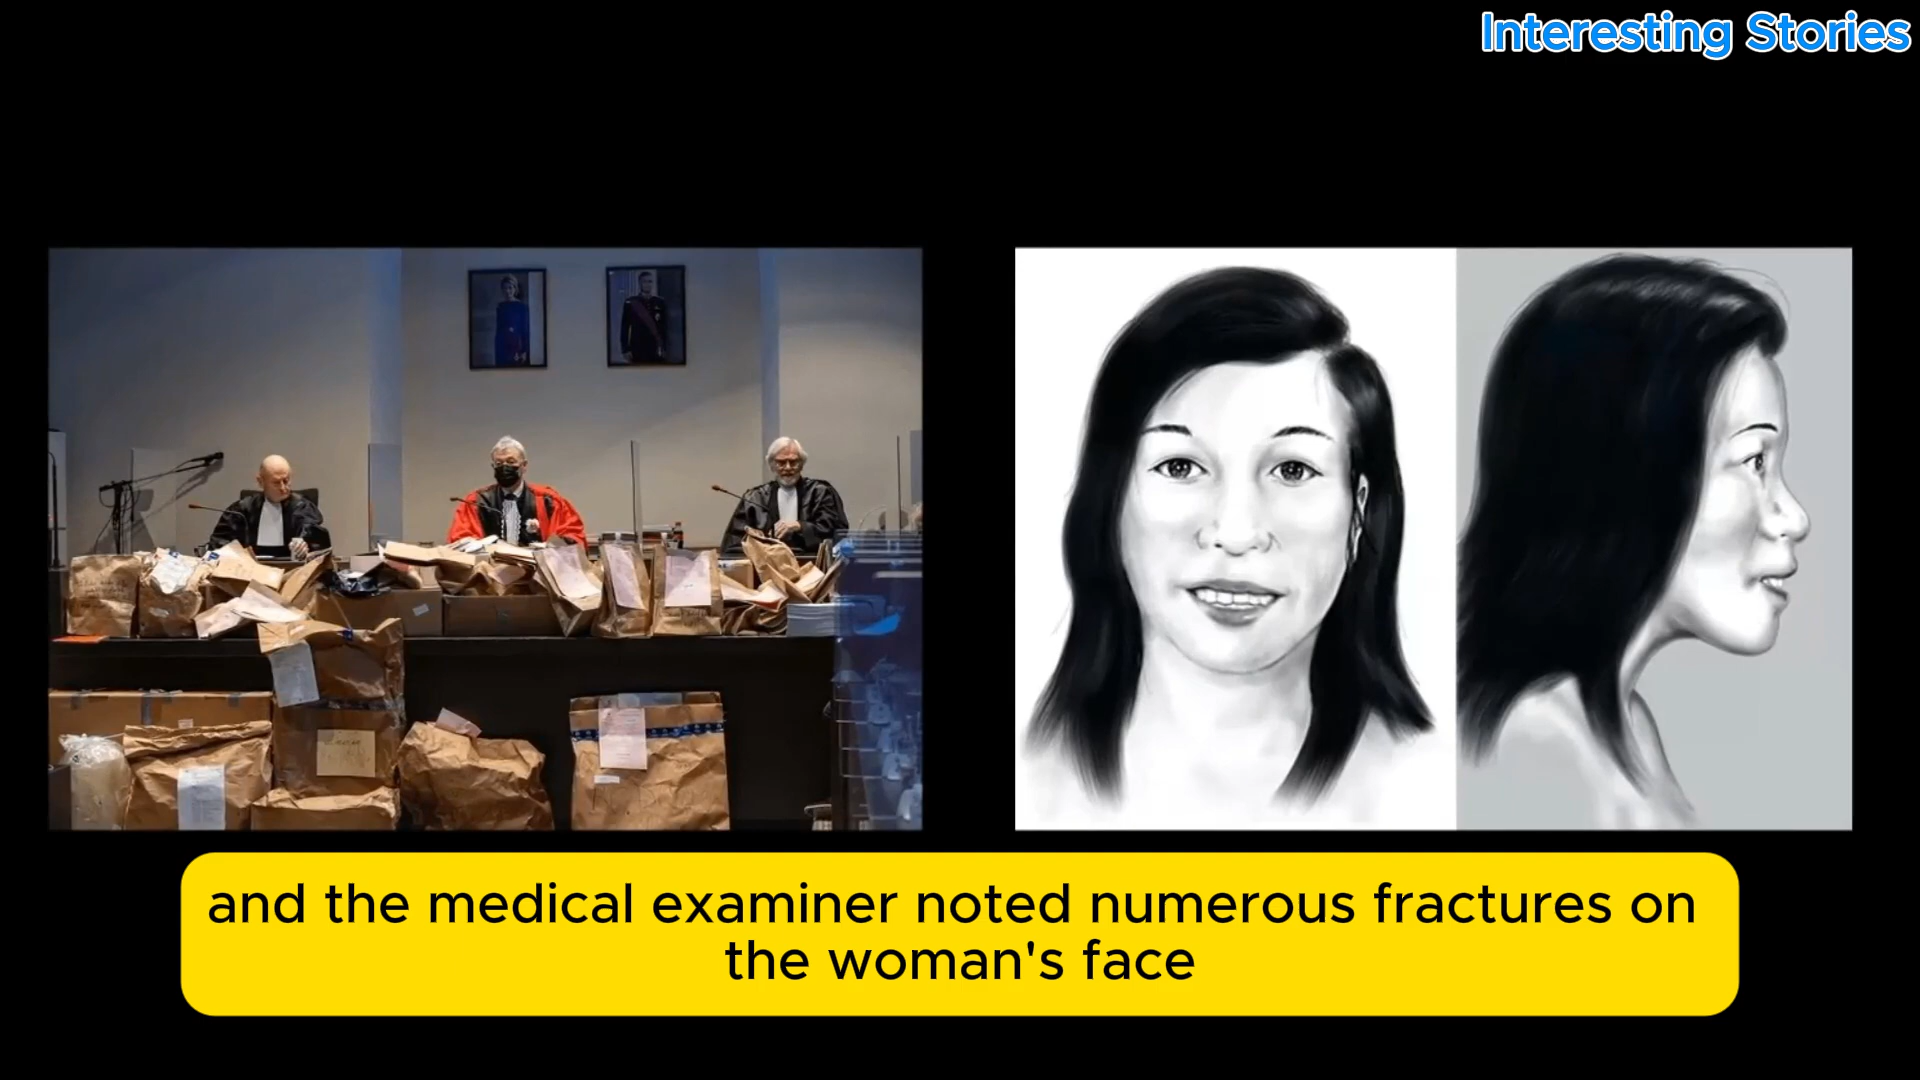 Interesting Stories
and the medical examiner noted numerous fractures on
the woman's face